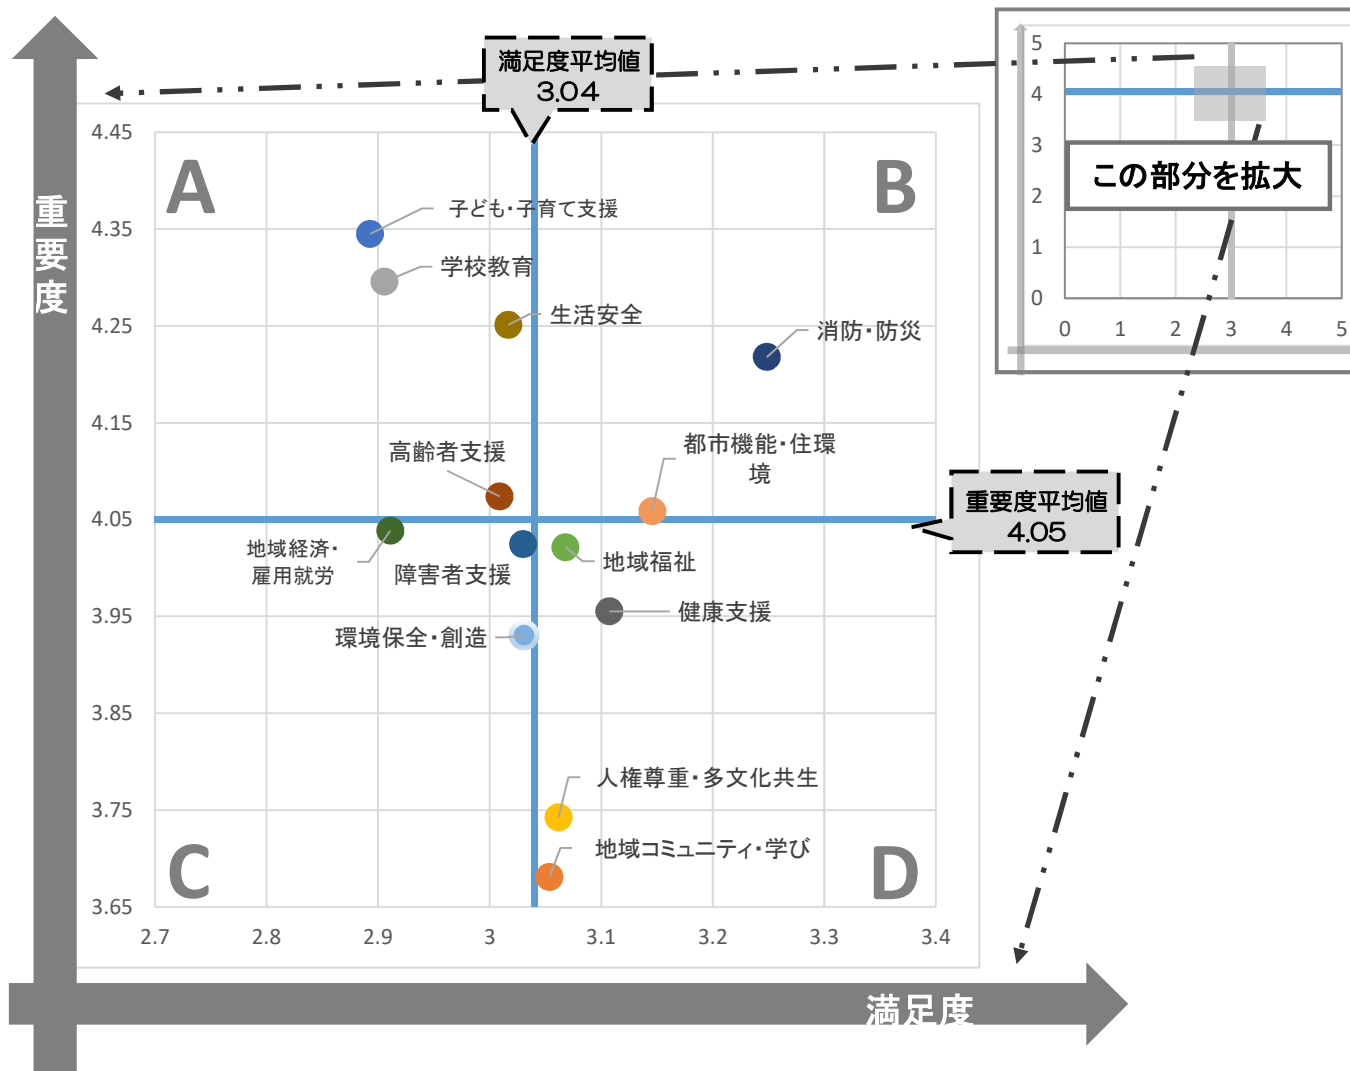 満足度平均値
3.04
5
4
3
2
1
0
0 1 2 3 4 5
この部分を拡大
重要度
4.45
4.35
4.25
4.15
4.05
3.95
3.85
3.75
3.65
A
B
子ども・子育て支援
学校教育
生活安全
消防・防災
高齢者支援
都市機能・住環
境
重要度平均値
4.05
地域経済・
雇用就労
障害者支援
地域福祉
健康支援
環境保全・創造
人権尊重・多文化共生
地域コミュニティ・学び
C
D
2.7 2.8 2.9 3 3.1 3.2 3.3 3.4
満足度